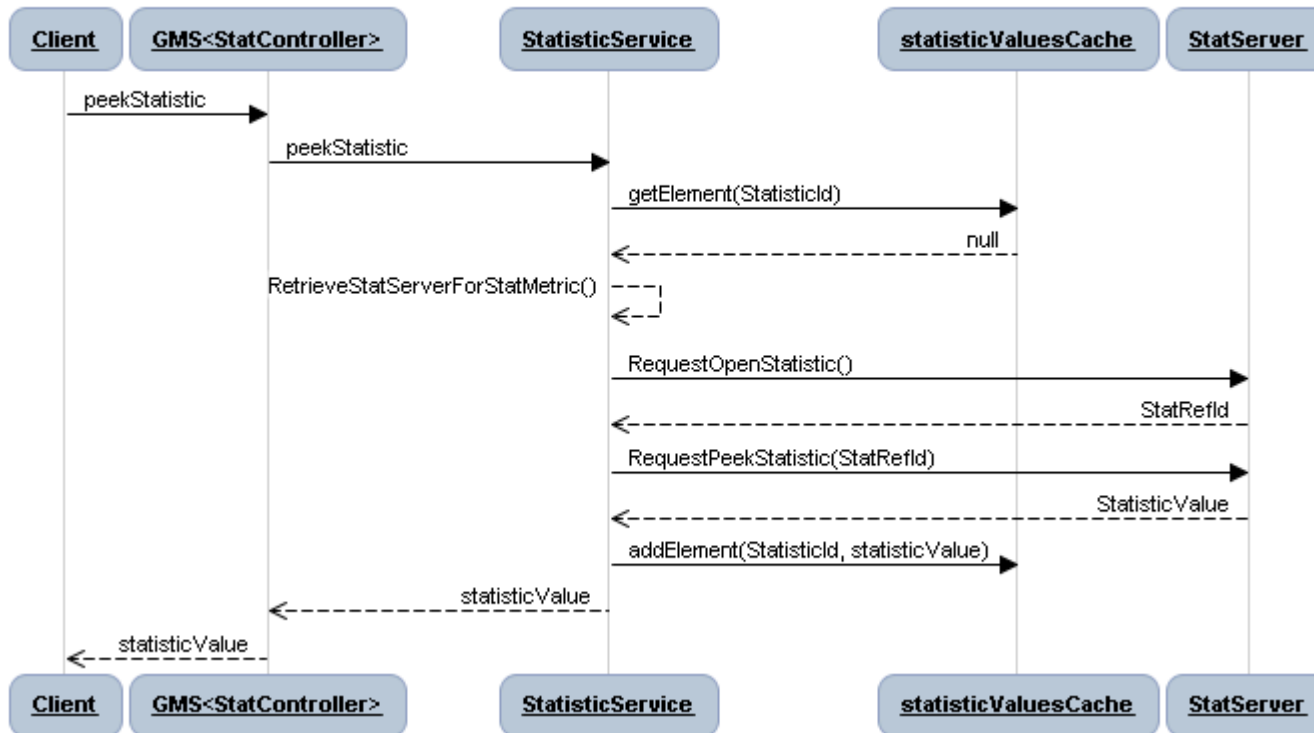 Client GMS<StatController> StatisticService statisticValuesCache StatServer
peekStatistic
peekStatistic
getElement(StatisticId)
null
RetrieveStatServerForStatMetric()
RequestOpenStatistic()
StatRefId
RequestPeekStatistic(StatRefId)
StatisticValue
addElement(StatisticId, statisticValue)
statisticValue
statisticValue
Client GMS<StatController> StatisticService statisticValuesCache StatServer